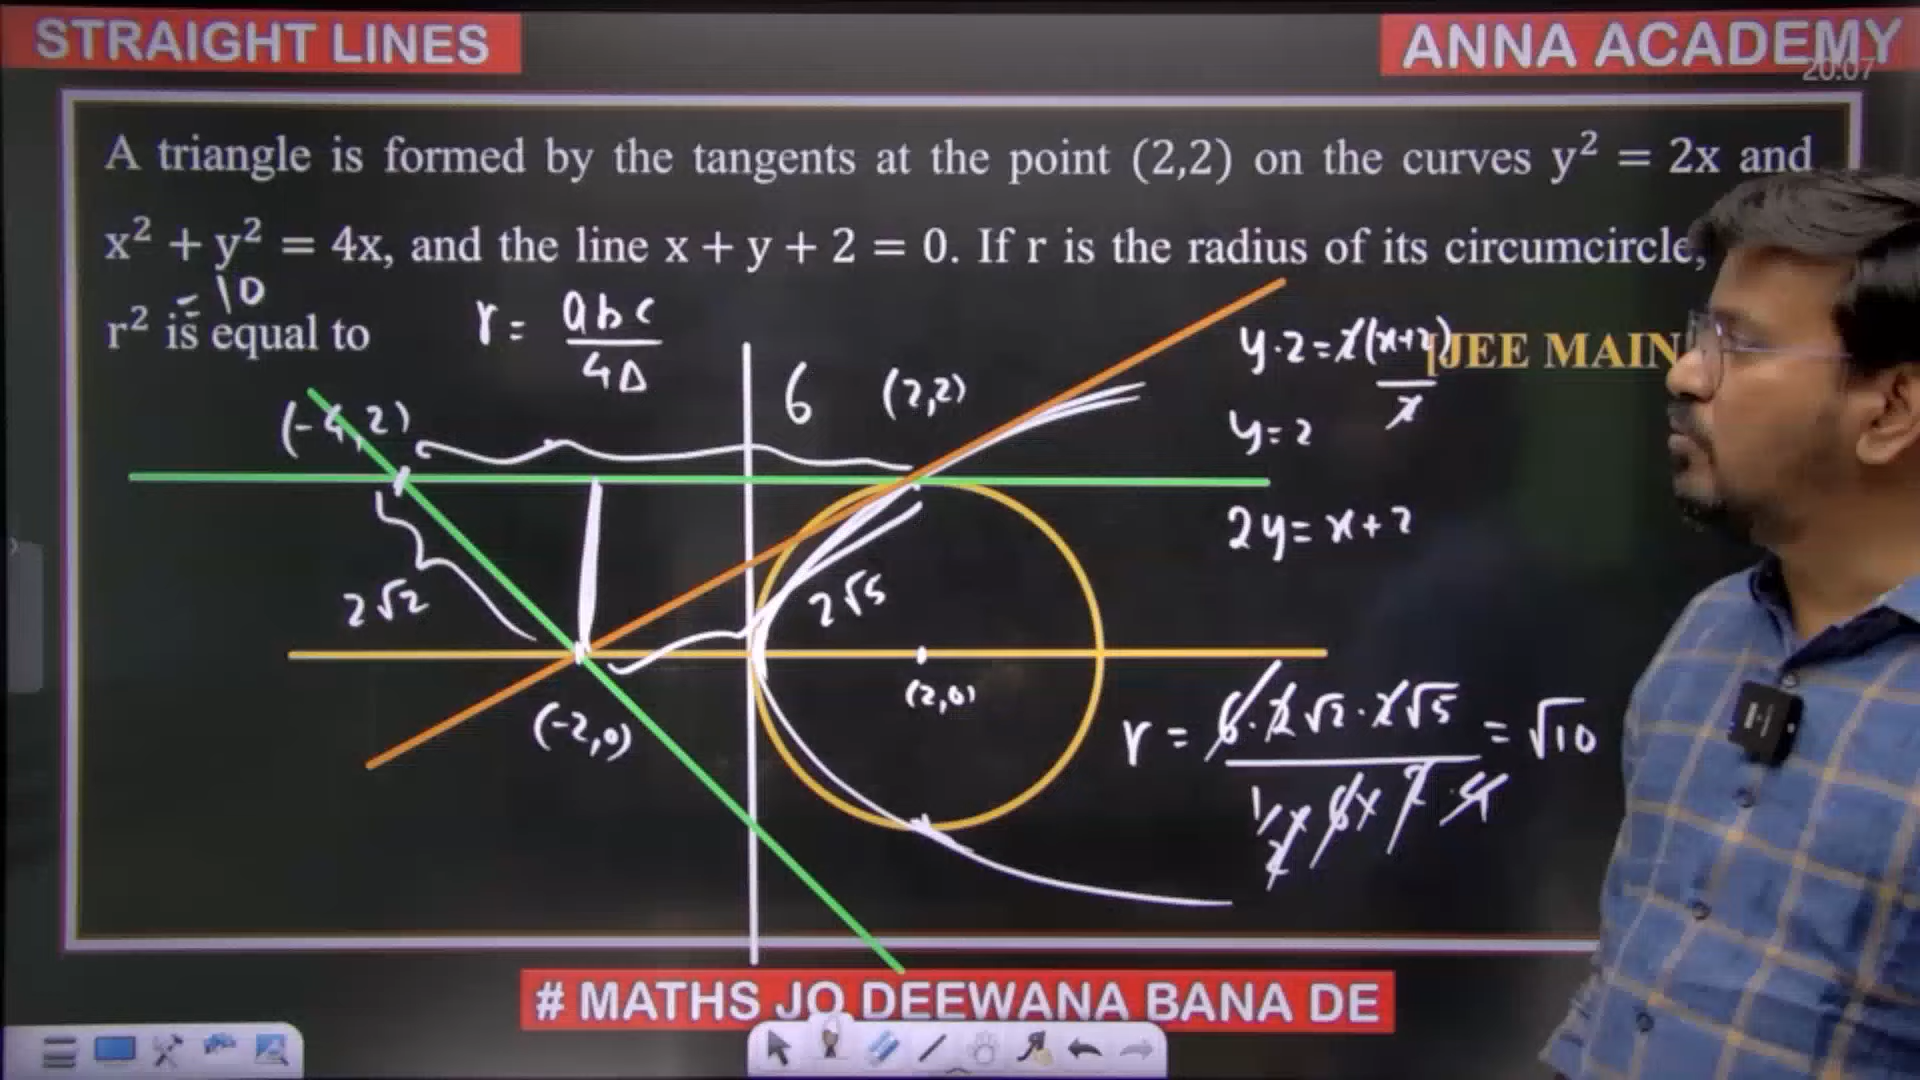 STRAIGHT LINES
ANNA ACADEMY
20:07
A triangle is formed by the tangents at the point (2,2) on the curves y² = 2x and
x² + y² = 4x, and the line x + y + 2 = 0. If r is the radius of its circumcircle,
= 10
r² is equal to
r = abc / 4Δ
[JEE MAIN
y·2 = 2(x+2) / 2
y = 2
2y = x + 2
(-4,2)
6
(2,2)
2√2
2√5
(-2,0)
(2,0)
r = 6·2√2·2√5 / 1/2 × 6 × 2·4 = √10
# MATHS JO DEEWANA BANA DE